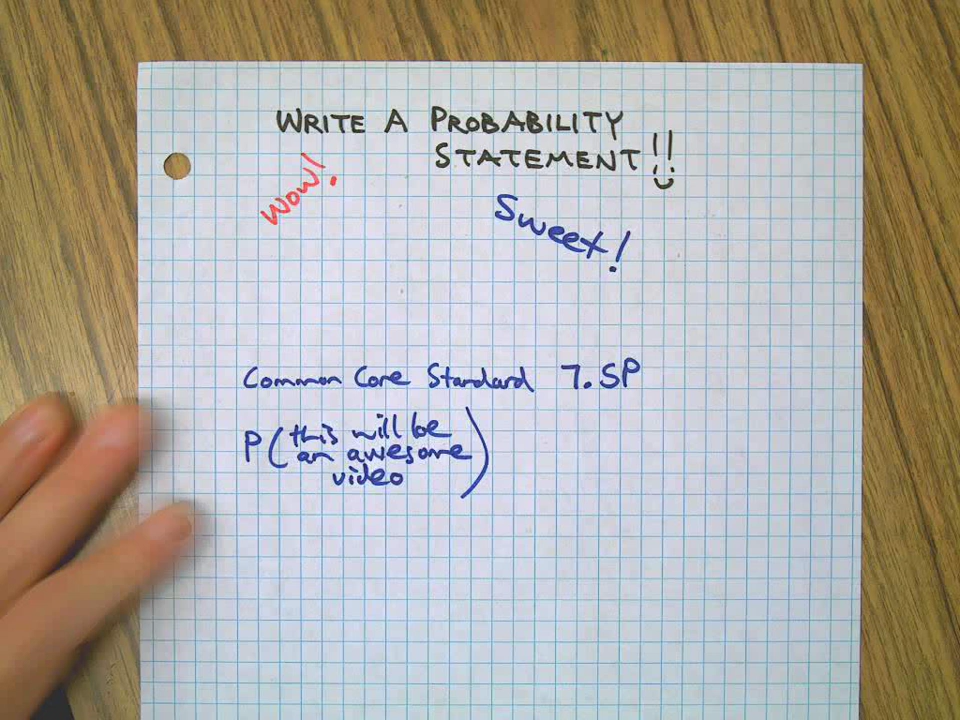 WRITE A PROBABILITY
STATEMENT!!
Wow!
Sweet!
Common Core Standard 7.SP
P(this will be
an awesome
video)